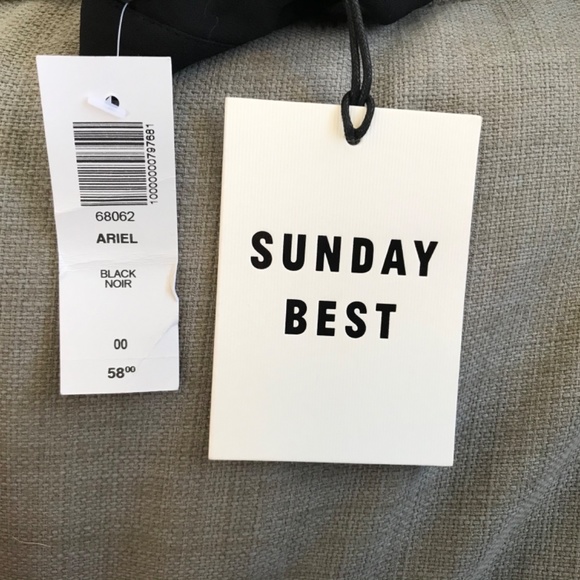 10000000797681
68062
ARIEL
BLACK
NOIR
00
58.00
SUNDAY
BEST